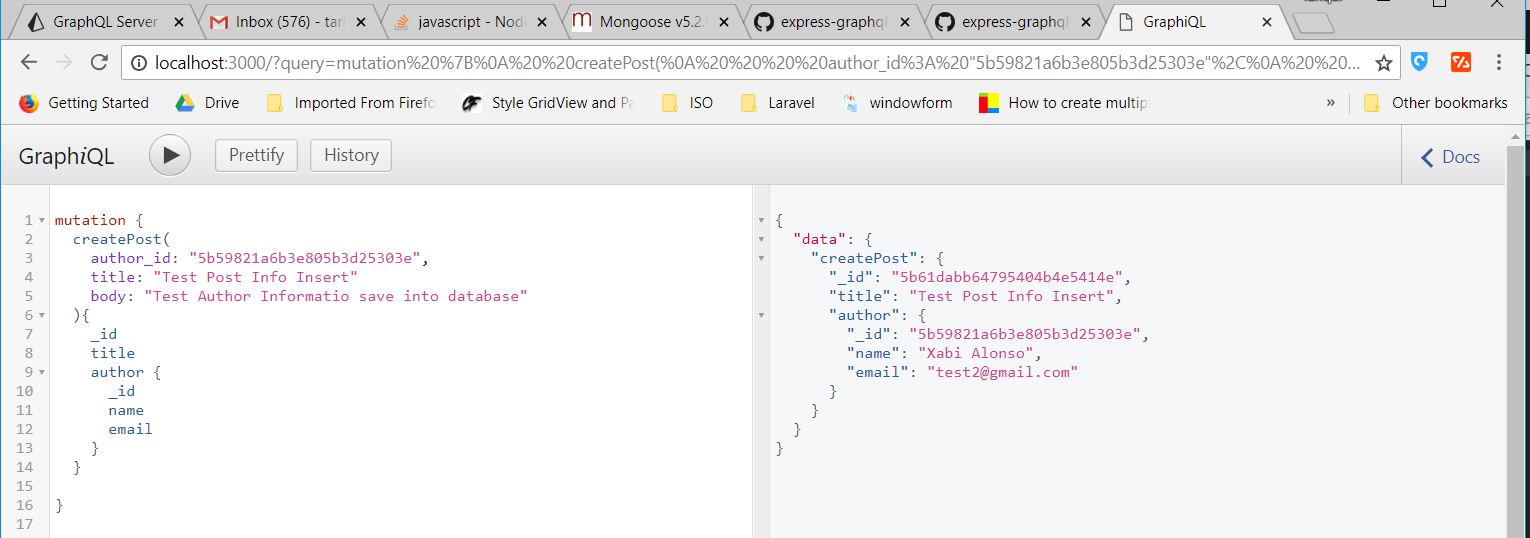 GraphQL Server
Inbox (576) - tari
javascript - Nod
Mongoose v5.2.
express-graphql
express-graphql
GraphiQL
localhost:3000/?query=mutation%20%7B%0A%20%20createPost(%0A%20%20%20%20author_id%3A%20"5b59821a6b3e805b3d25303e"%2C%0A%20%20...
Getting Started
Drive
Imported From Firefo
Style GridView and Pa
ISO
Laravel
windowform
How to create multip
»
Other bookmarks
GraphiQL
Prettify
History
Docs
1 mutation {
2 createPost(
3 author_id: "5b59821a6b3e805b3d25303e",
4 title: "Test Post Info Insert"
5 body: "Test Author Informatio save into database"
6 ){
7 _id
8 title
9 author {
10 _id
11 name
12 email
13 }
14 }
15
16 }
17
{
"data": {
"createPost": {
"_id": "5b61dabb64795404b4e5414e",
"title": "Test Post Info Insert",
"author": {
"_id": "5b59821a6b3e805b3d25303e",
"name": "Xabi Alonso",
"email": "test2@gmail.com"
}
}
}
}